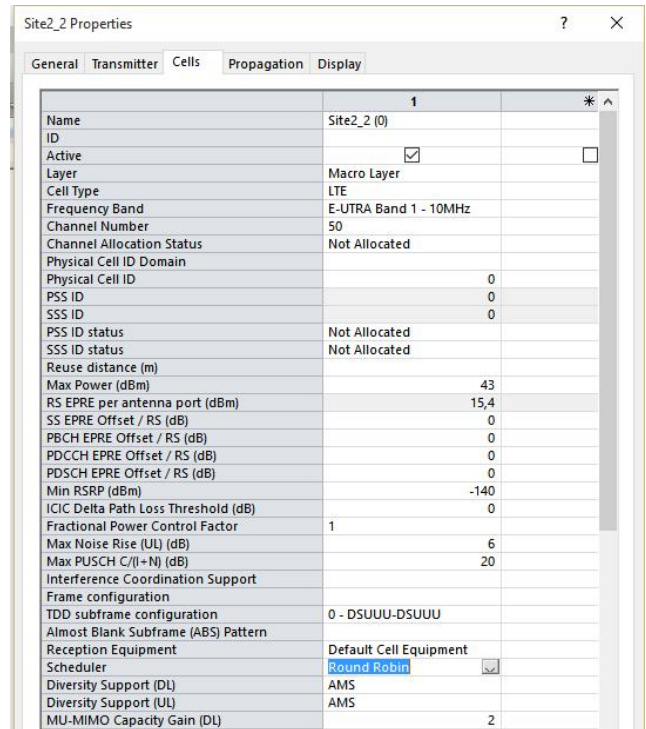 Site2_2 Properties ? ×
General Transmitter Cells Propagation Display
1 *
Name Site2_2 (0)
ID
Active
Layer Macro Layer
Cell Type LTE
Frequency Band E-UTRA Band 1 - 10MHz
Channel Number 50
Channel Allocation Status Not Allocated
Physical Cell ID Domain
Physical Cell ID 0
PSS ID 0
SSS ID 0
PSS ID status Not Allocated
SSS ID status Not Allocated
Reuse distance (m)
Max Power (dBm) 43
RS EPRE per antenna port (dBm) 15,4
SS EPRE Offset / RS (dB) 0
PBCH EPRE Offset / RS (dB) 0
PDCCH EPRE Offset / RS (dB) 0
PDSCH EPRE Offset / RS (dB) 0
Min RSRP (dBm) -140
ICIC Delta Path Loss Threshold (dB) 0
Fractional Power Control Factor 1
Max Noise Rise (UL) (dB) 6
Max PUSCH C/(I+N) (dB) 20
Interference Coordination Support
Frame configuration
TDD subframe configuration 0 - DSUUU-DSUUU
Almost Blank Subframe (ABS) Pattern
Reception Equipment Default Cell Equipment
Scheduler Round Robin
Diversity Support (DL) AMS
Diversity Support (UL) AMS
MU-MIMO Capacity Gain (DL) 2